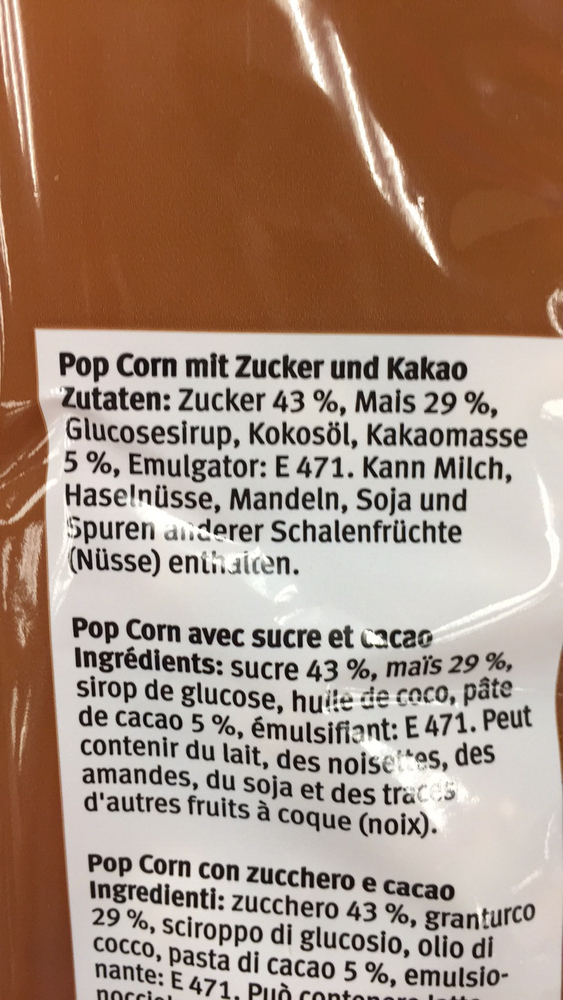 Pop Corn mit Zucker und Kakao
Zutaten: Zucker 43 %, Mais 29 %,
Glucosesirup, Kokosöl, Kakaomasse
5 %, Emulgator: E 471. Kann Milch,
Haselnüsse, Mandeln, Soja und
Spuren anderer Schalenfrüchte
(Nüsse) enthalten.
Pop Corn avec sucre et cacao
Ingrédients: sucre 43 %, maïs 29 %,
sirop de glucose, huile de coco, pâte
de cacao 5 %, émulsifiant: E 471. Peut
contenir du lait, des noisettes, des
amandes, du soja et des traces
d'autres fruits à coque (noix).
Pop Corn con zucchero e cacao
Ingredienti: zucchero 43 %, granturco
29 %, sciroppo di glucosio, olio di
cocco, pasta di cacao 5 %, emulsio-
nante: E 471. Può